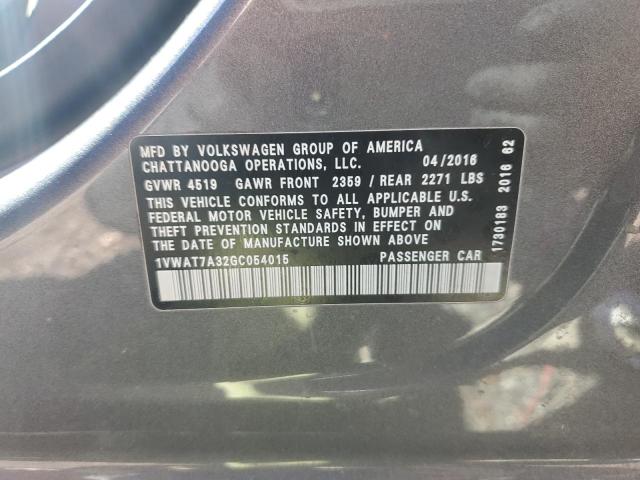 MFD BY VOLKSWAGEN GROUP OF AMERICA
CHATTANOOGA OPERATIONS, LLC. 04/2016
GVWR 4519 GAWR FRONT 2359 / REAR 2271 LBS
THIS VEHICLE CONFORMS TO ALL APPLICABLE U.S.
FEDERAL MOTOR VEHICLE SAFETY, BUMPER AND
THEFT PREVENTION STANDARDS IN EFFECT ON
THE DATE OF MANUFACTURE SHOWN ABOVE
1VWAT7A32GC054015 PASSENGER CAR
1730183 2016 62